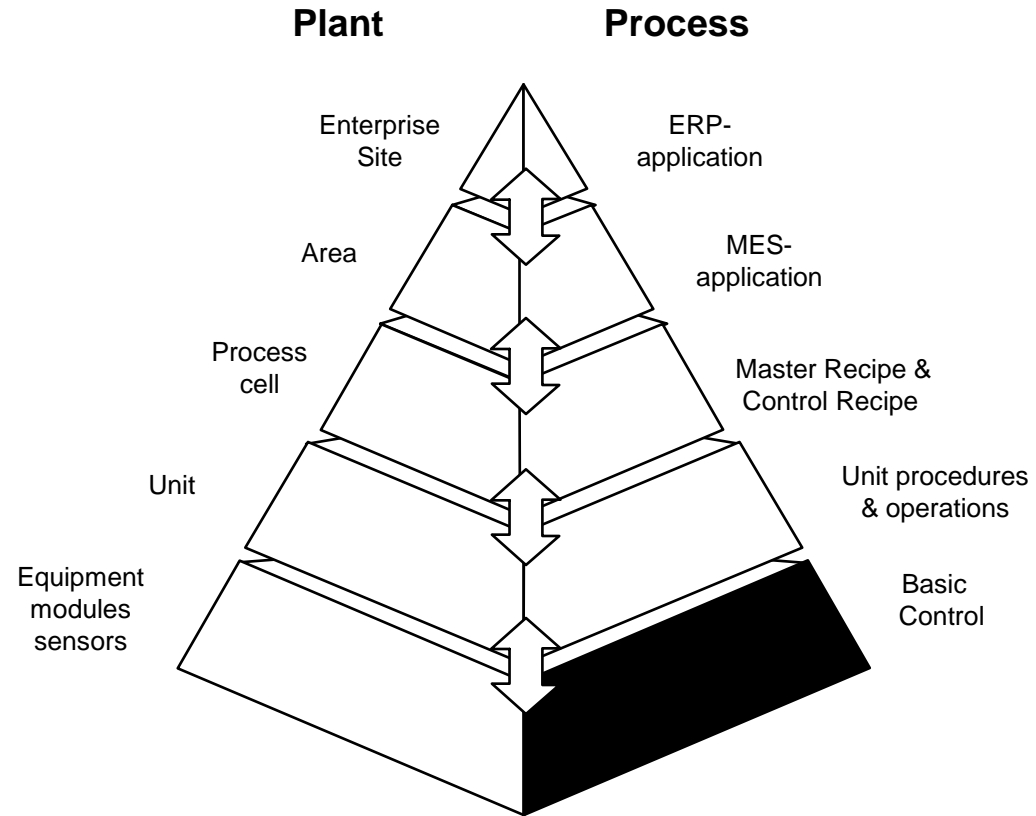 Plant
Process
Enterprise
Site
ERP-
application
Area
MES-
application
Process
cell
Master Recipe &
Control Recipe
Unit
Unit procedures
& operations
Equipment
modules
sensors
Basic
Control